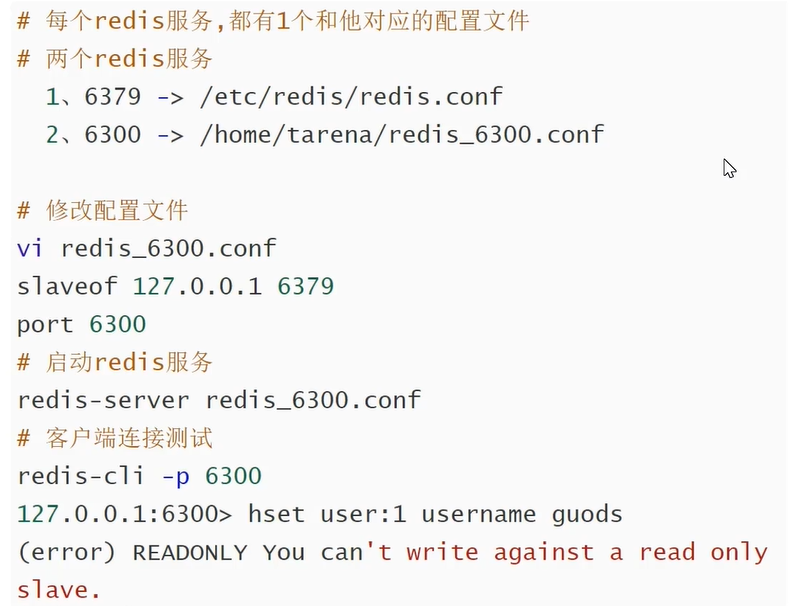 # 每个redis服务,都有1个和他对应的配置文件
# 两个redis服务
1、6379 -> /etc/redis/redis.conf
2、6300 -> /home/tarena/redis_6300.conf
# 修改配置文件
vi redis_6300.conf
slaveof 127.0.0.1 6379
port 6300
# 启动redis服务
redis-server redis_6300.conf
# 客户端连接测试
redis-cli -p 6300
127.0.0.1:6300> hset user:1 username guods
(error) READONLY You can't write against a read only
slave.